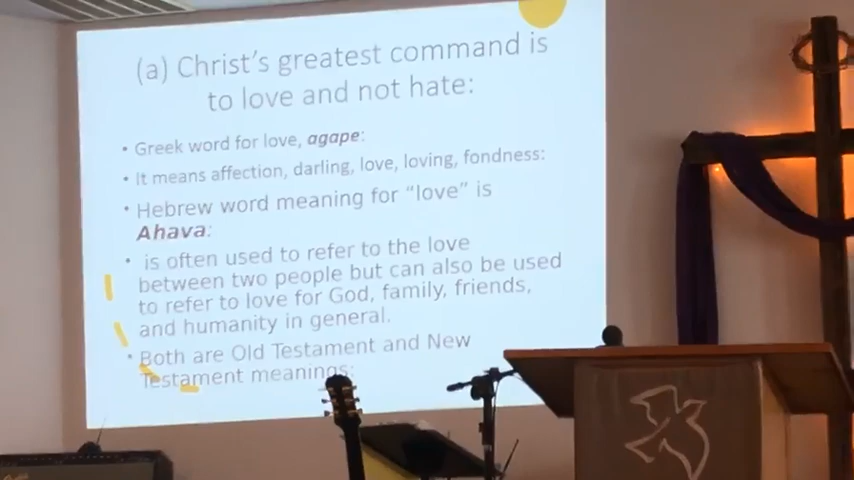 (a) Christ's greatest command is
to love and not hate:
• Greek word for love, agape:
• It means affection, darling, love, loving, fondness:
• Hebrew word meaning for "love" is
Ahava:
• is often used to refer to the love
between two people but can also be used
to refer to love for God, family, friends,
and humanity in general.
• Both are Old Testament and New
Testament meanings: